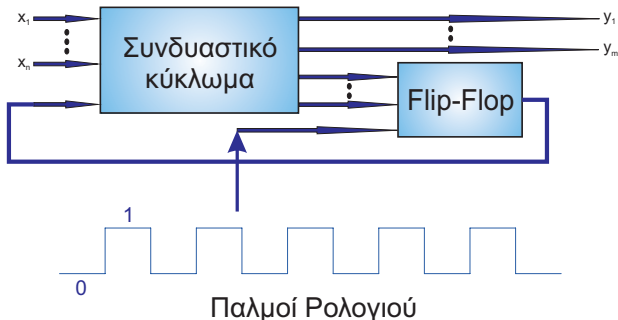 x1
xn
Συνδυαστικό
κύκλωμα
Flip-Flop
y1
ym
1
0
Παλμοί Ρολογιού